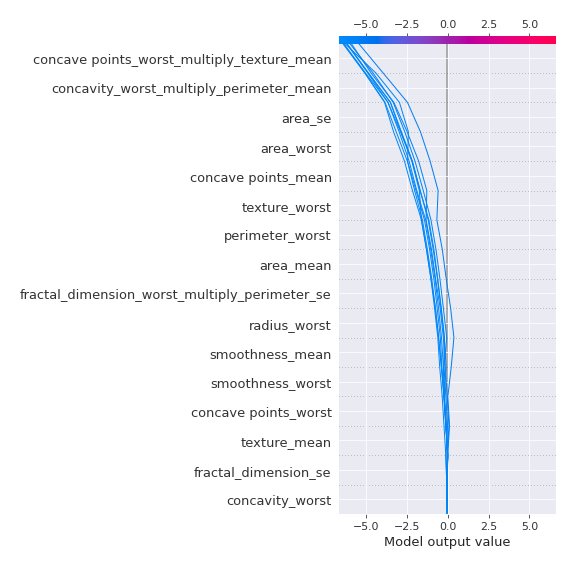 −5.0 −2.5 0.0 2.5 5.0
concave points_worst_multiply_texture_mean
concavity_worst_multiply_perimeter_mean
area_se
area_worst
concave points_mean
texture_worst
perimeter_worst
area_mean
fractal_dimension_worst_multiply_perimeter_se
radius_worst
smoothness_mean
smoothness_worst
concave points_worst
texture_mean
fractal_dimension_se
concavity_worst
−5.0 −2.5 0.0 2.5 5.0
Model output value